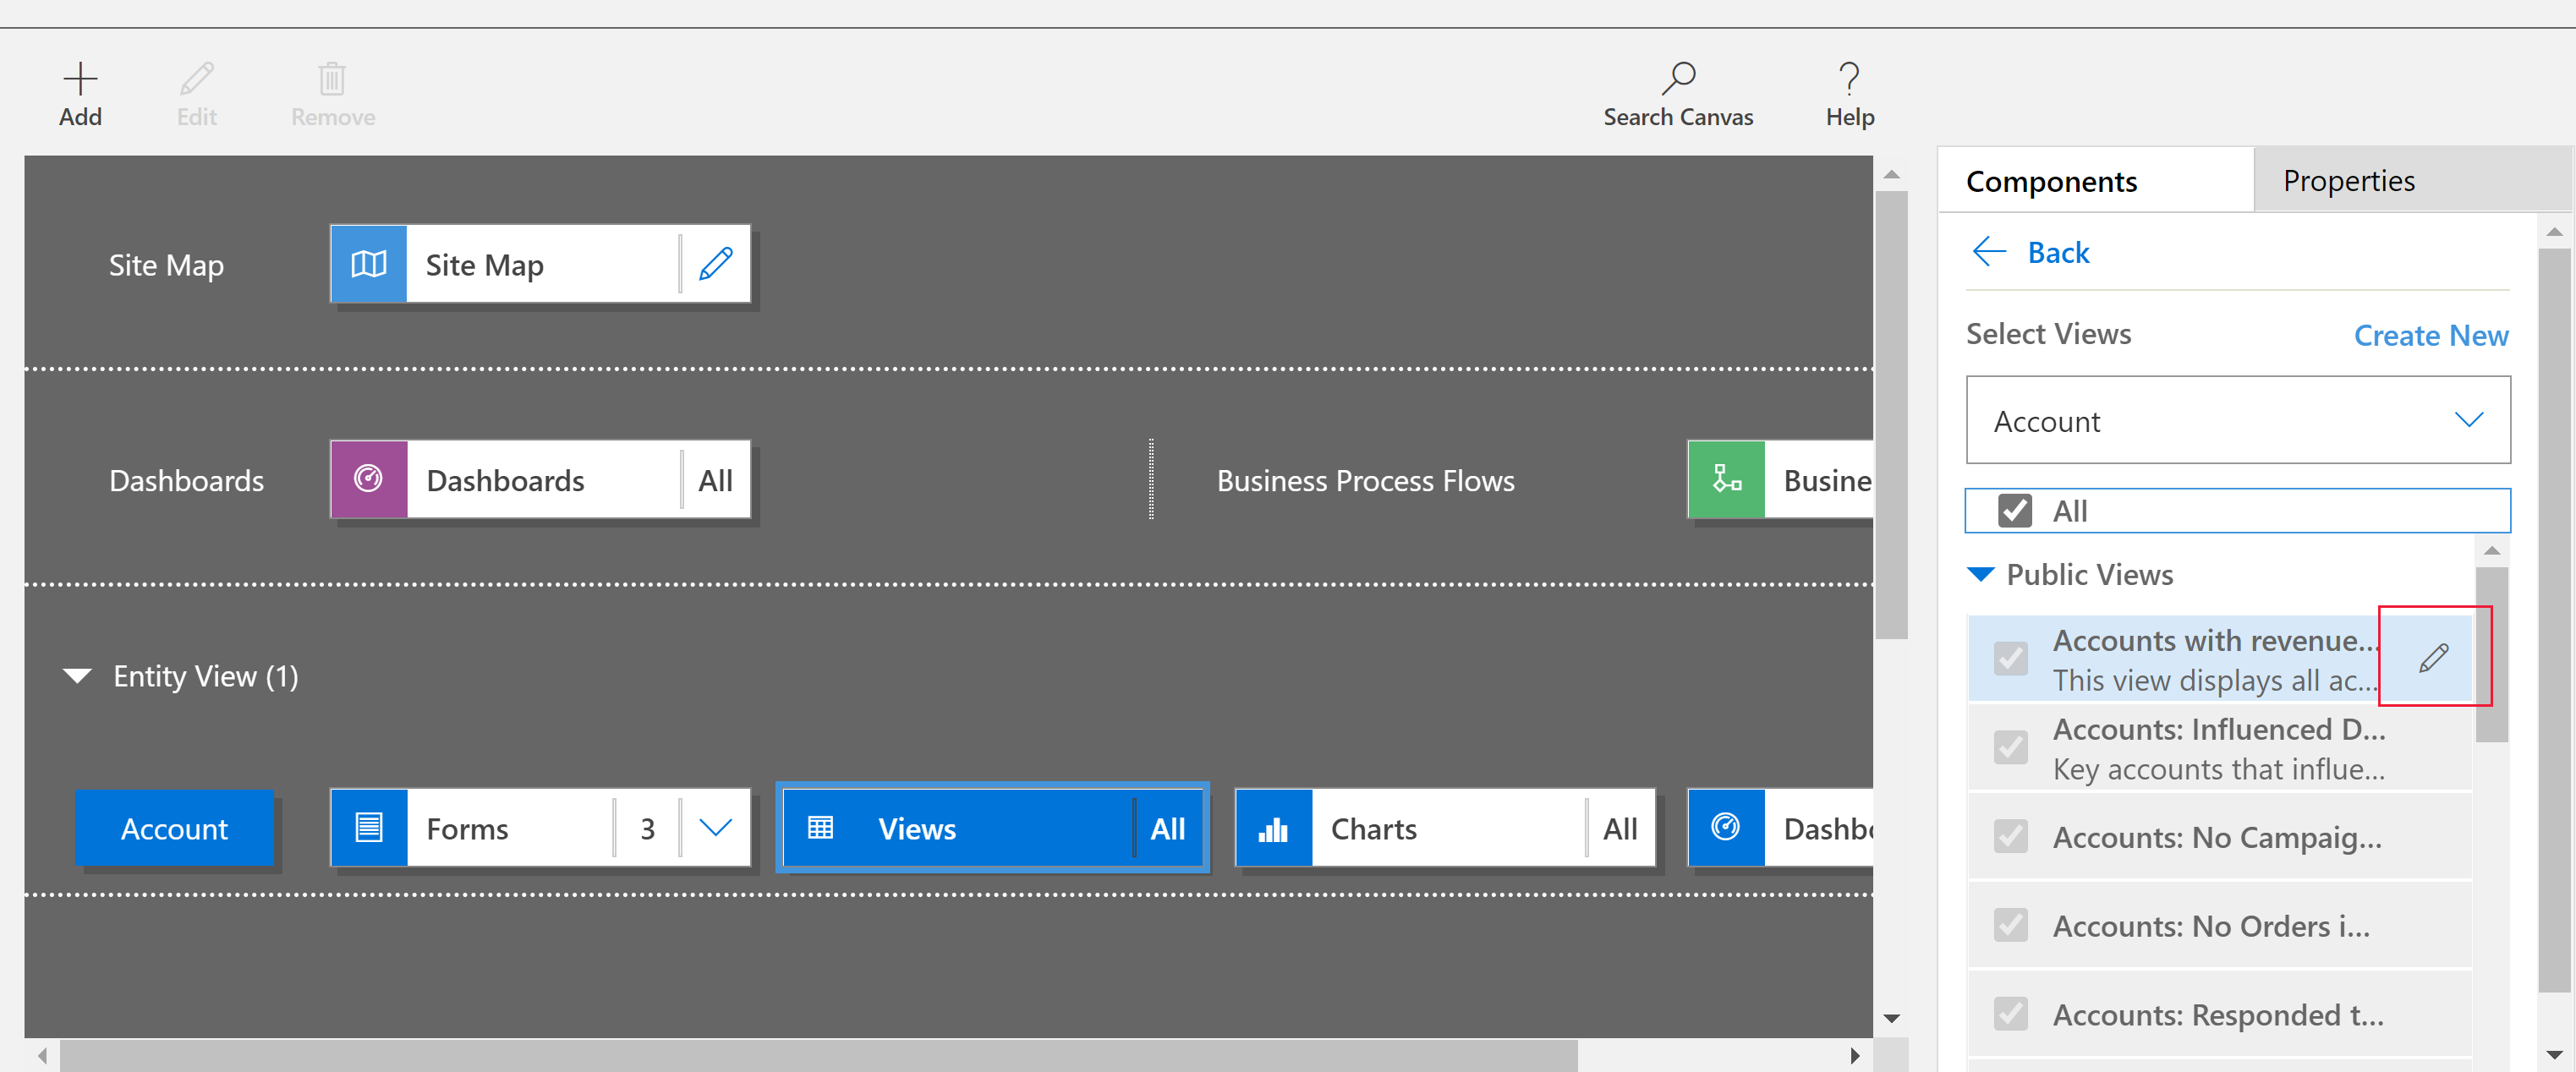 Add
Edit
Remove
Search Canvas
Help
Site Map
Site Map
Dashboards
Dashboards
All
Business Process Flows
Busine
Entity View (1)
Account
Forms
3
Views
All
Charts
All
Dashb
Components
Properties
Back
Select Views
Create New
Account
All
Public Views
Accounts with revenue...
This view displays all ac...
Accounts: Influenced D...
Key accounts that influe...
Accounts: No Campaig...
Accounts: No Orders i...
Accounts: Responded t...